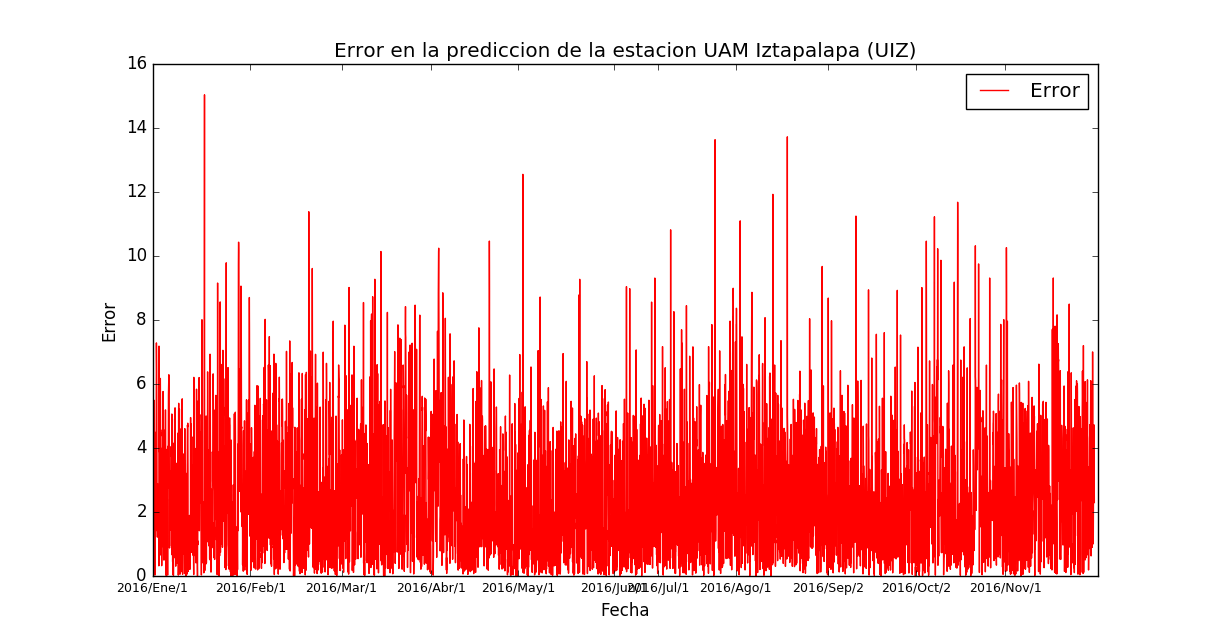 Error en la prediccion de la estacion UAM Iztapalapa (UIZ)
16
14
12
10
8
6
4
2
0
Error
Error
2016/Ene/1 2016/Feb/1 2016/Mar/1 2016/Abr/1 2016/May/1 2016/Jun/1 2016/Jul/1 2016/Ago/1 2016/Sep/2 2016/Oct/2 2016/Nov/1
Fecha